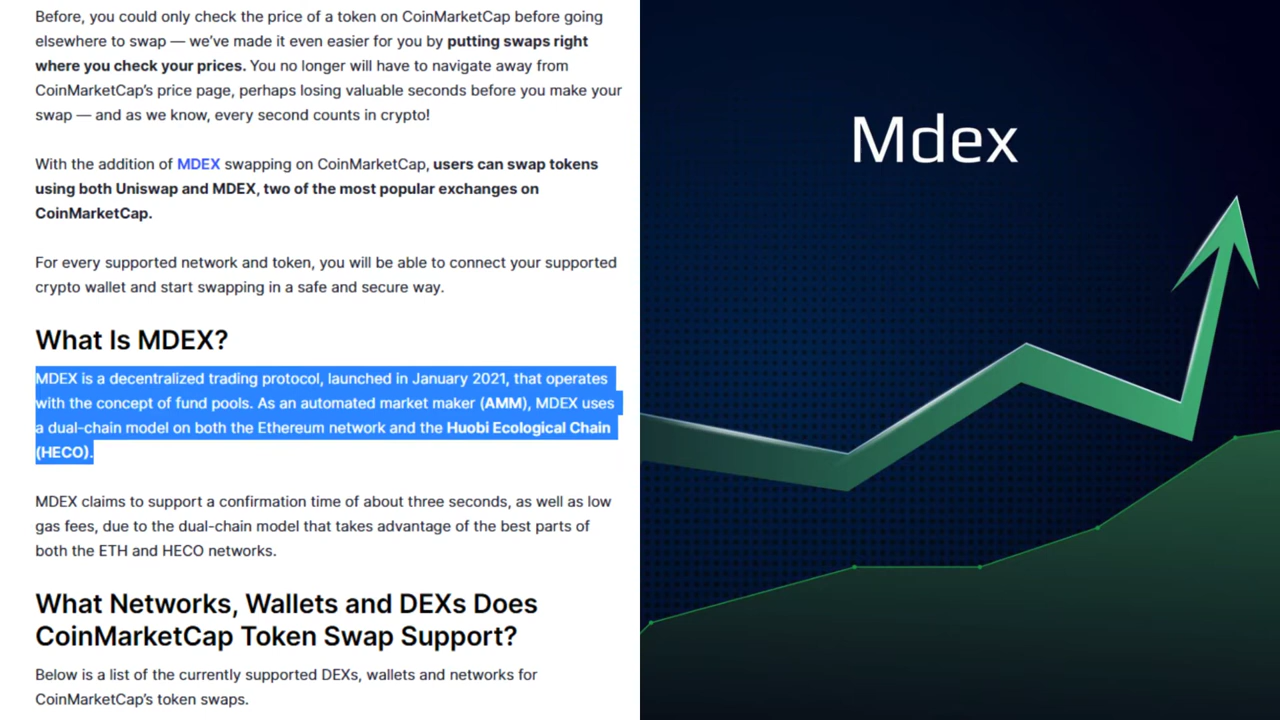 Before, you could only check the price of a token on CoinMarketCap before going
elsewhere to swap — we’ve made it even easier for you by putting swaps right
where you check your prices. You no longer will have to navigate away from
CoinMarketCap’s price page, perhaps losing valuable seconds before you make your
swap — and as we know, every second counts in crypto!
With the addition of MDEX swapping on CoinMarketCap, users can swap tokens
using both Uniswap and MDEX, two of the most popular exchanges on
CoinMarketCap.
For every supported network and token, you will be able to connect your supported
crypto wallet and start swapping in a safe and secure way.
What Is MDEX?
MDEX is a decentralized trading protocol, launched in January 2021, that operates
with the concept of fund pools. As an automated market maker (AMM), MDEX uses
a dual-chain model on both the Ethereum network and the Huobi Ecological Chain
(HECO).
MDEX claims to support a confirmation time of about three seconds, as well as low
gas fees, due to the dual-chain model that takes advantage of the best parts of
both the ETH and HECO networks.
What Networks, Wallets and DEXs Does
CoinMarketCap Token Swap Support?
Below is a list of the currently supported DEXs, wallets and networks for
CoinMarketCap’s token swaps.
Mdex